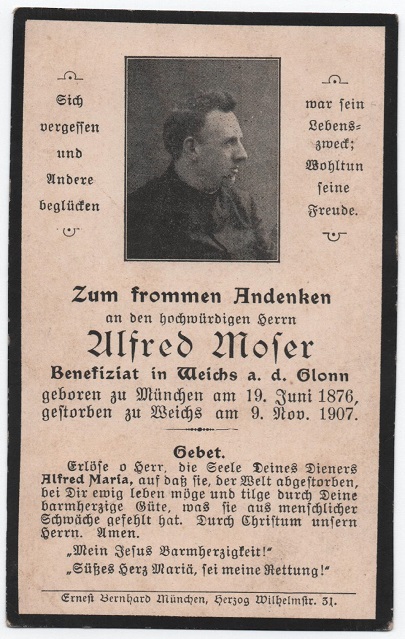 Sich
vergessen
und
Andere
beglücken
war sein
Lebens-
zweck;
Wohltun
seine
Freude.
Zum frommen Andenken
an den hochwürdigen Herrn
Alfred Moser
Benefiziat in Weichs a. d. Glonn
geboren zu München am 19. Juni 1876,
gestorben zu Weichs am 9. Nov. 1907.
Gebet.
Erlöse o Herr, die Seele Deines Dieners
Alfred Maria, auf daß sie, der Welt abgestorben,
bei Dir ewig leben möge und tilge durch Deine
barmherzige Güte, was sie aus menschlicher
Schwäche gefehlt hat. Durch Christum unsern
Herrn. Amen.
„Mein Jesus Barmherzigkeit!"
„Süßes Herz Mariä, sei meine Rettung!"
Ernest Bernhard München, Herzog Wilhelmstr. 31.